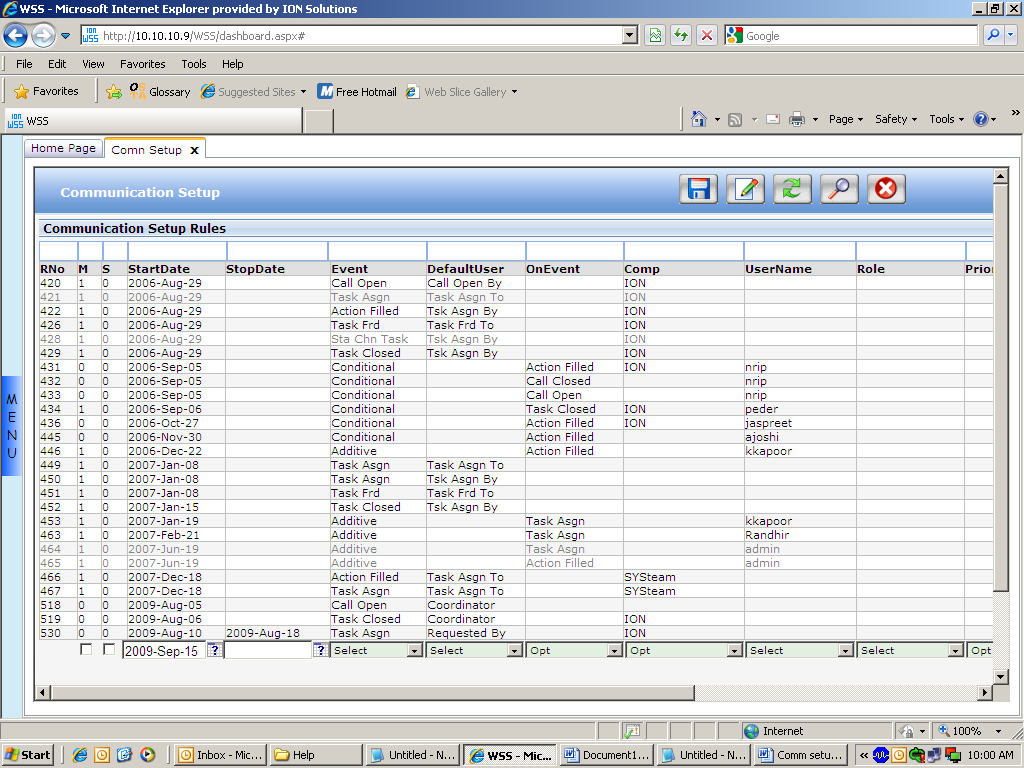 WSS - Microsoft Internet Explorer provided by ION Solutions
ION WSS http://10.10.10.9/WSS/dashboard.aspx# Google
File Edit View Favorites Tools Help
Favorites Glossary Suggested Sites Free Hotmail Web Slice Gallery
ION WSS WSS Page Safety Tools »
Home Page Comn Setup x
Communication Setup
Communication Setup Rules
RNo M S StartDate StopDate Event DefaultUser OnEvent Comp UserName Role Prior
420 1 0 2006-Aug-29 Call Open Call Open By ION
421 1 0 2006-Aug-29 Task Asgn Task Asgn To ION
422 1 0 2006-Aug-29 Action Filled Tsk Asgn By ION
426 1 0 2006-Aug-29 Task Frd Task Frd To ION
428 1 0 2006-Aug-29 Sta Chn Task Tsk Asgn By ION
429 1 0 2006-Aug-29 Task Closed Tsk Asgn By ION
431 0 0 2006-Sep-05 Conditional Action Filled ION nrip
432 0 0 2006-Sep-05 Conditional Call Closed nrip
433 0 0 2006-Sep-05 Conditional Call Open nrip
434 1 0 2006-Sep-06 Conditional Task Closed ION peder
436 0 0 2006-Oct-27 Conditional Action Filled ION jaspreet
445 0 0 2006-Nov-30 Conditional Action Filled ajoshi
446 1 0 2006-Dec-22 Additive Action Filled kkapoor
449 1 0 2007-Jan-08 Task Asgn Task Asgn To
450 1 0 2007-Jan-08 Task Asgn Tsk Asgn By
451 1 0 2007-Jan-08 Task Frd Task Frd To
452 1 0 2007-Jan-15 Task Closed Tsk Asgn By
453 1 0 2007-Jan-19 Additive Task Asgn kkapoor
463 1 0 2007-Feb-21 Additive Task Asgn Randhir
464 1 0 2007-Jun-19 Additive Task Asgn admin
465 1 0 2007-Jun-19 Additive Action Filled admin
466 1 0 2007-Dec-18 Action Filled Task Asgn To SYSteam
467 1 0 2007-Dec-18 Task Asgn Task Asgn To SYSteam
518 0 0 2009-Aug-05 Call Open Coordinator
519 0 0 2009-Aug-06 Task Closed Coordinator ION
530 0 0 2009-Aug-10 2009-Aug-18 Task Asgn Requested By ION
2009-Sep-15 ? ? Select Select Opt Opt Select Select Opt
MENU
Internet 100%
Start Inbox - Mic... Help Untitled - N... WSS - Mic... Document1... Untitled - N... Comm setu... « 10:00 AM